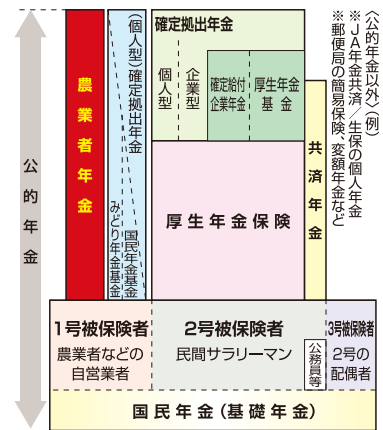 〈公的年金以外〉(例)
※JA年金共済/生保の個人年金
※郵便局の簡易保険、変額年金など
公的年金
農業者年金
(個人型)確定拠出年金
みどり年金基金
国民年金基金
確定拠出年金
個人型
企業型
確定給付
企業年金
厚生年金
基金
厚生年金保険
共済年金
1号被保険者
農業者などの
自営業者
2号被保険者
民間サラリーマン
公務員等
3号被保険者
2号の
配偶者
国民年金(基礎年金)